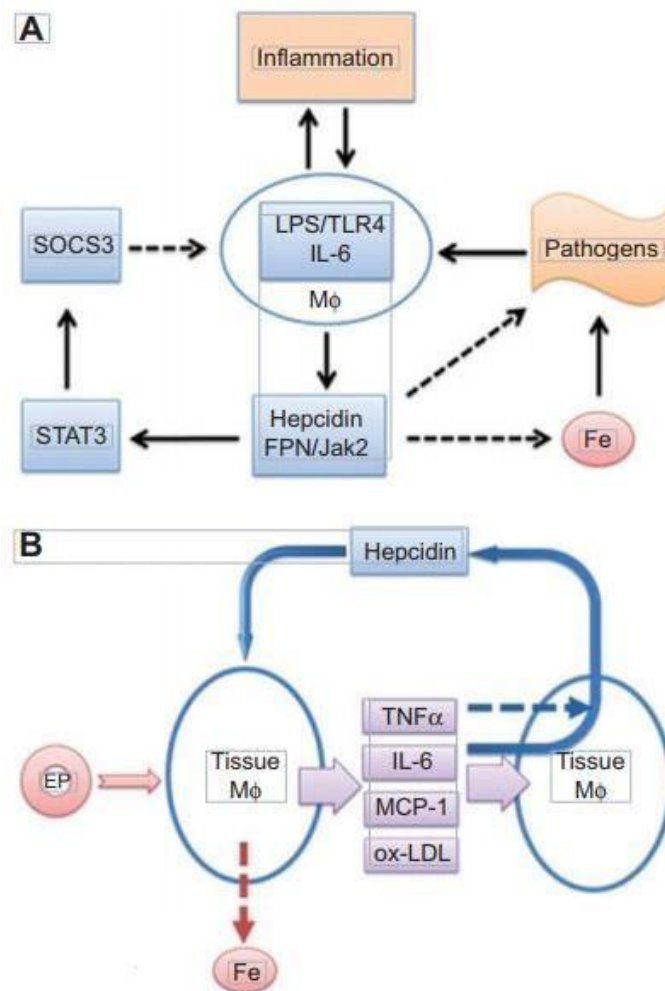 A
Inflammation
LPS/TLR4
IL-6
Mϕ
SOCS3
Pathogens
STAT3
Hepcidin
FPN/Jak2
Fe
B
Hepcidin
EP
Tissue
Mϕ
TNFα
IL-6
MCP-1
ox-LDL
Tissue
Mϕ
Fe